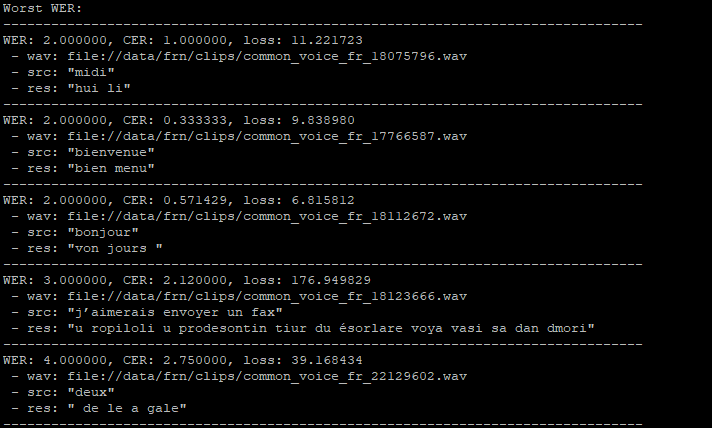 Worst WER:
--------------------------------------------------------------------------------
WER: 2.000000, CER: 1.000000, loss: 11.221723
 - wav: file://data/frn/clips/common_voice_fr_18075796.wav
 - src: "midi"
 - res: "hui li"
--------------------------------------------------------------------------------
WER: 2.000000, CER: 0.333333, loss: 9.838980
 - wav: file://data/frn/clips/common_voice_fr_17766587.wav
 - src: "bienvenue"
 - res: "bien menu"
--------------------------------------------------------------------------------
WER: 2.000000, CER: 0.571429, loss: 6.815812
 - wav: file://data/frn/clips/common_voice_fr_18112672.wav
 - src: "bonjour"
 - res: "von jours "
--------------------------------------------------------------------------------
WER: 3.000000, CER: 2.120000, loss: 176.949829
 - wav: file://data/frn/clips/common_voice_fr_18123666.wav
 - src: "j’aimerais envoyer un fax"
 - res: "u ropiloli u prodesontin tiur du ésorlare voya vasi sa dan dmori"
--------------------------------------------------------------------------------
WER: 4.000000, CER: 2.750000, loss: 39.168434
 - wav: file://data/frn/clips/common_voice_fr_22129602.wav
 - src: "deux"
 - res: " de le a gale"
--------------------------------------------------------------------------------